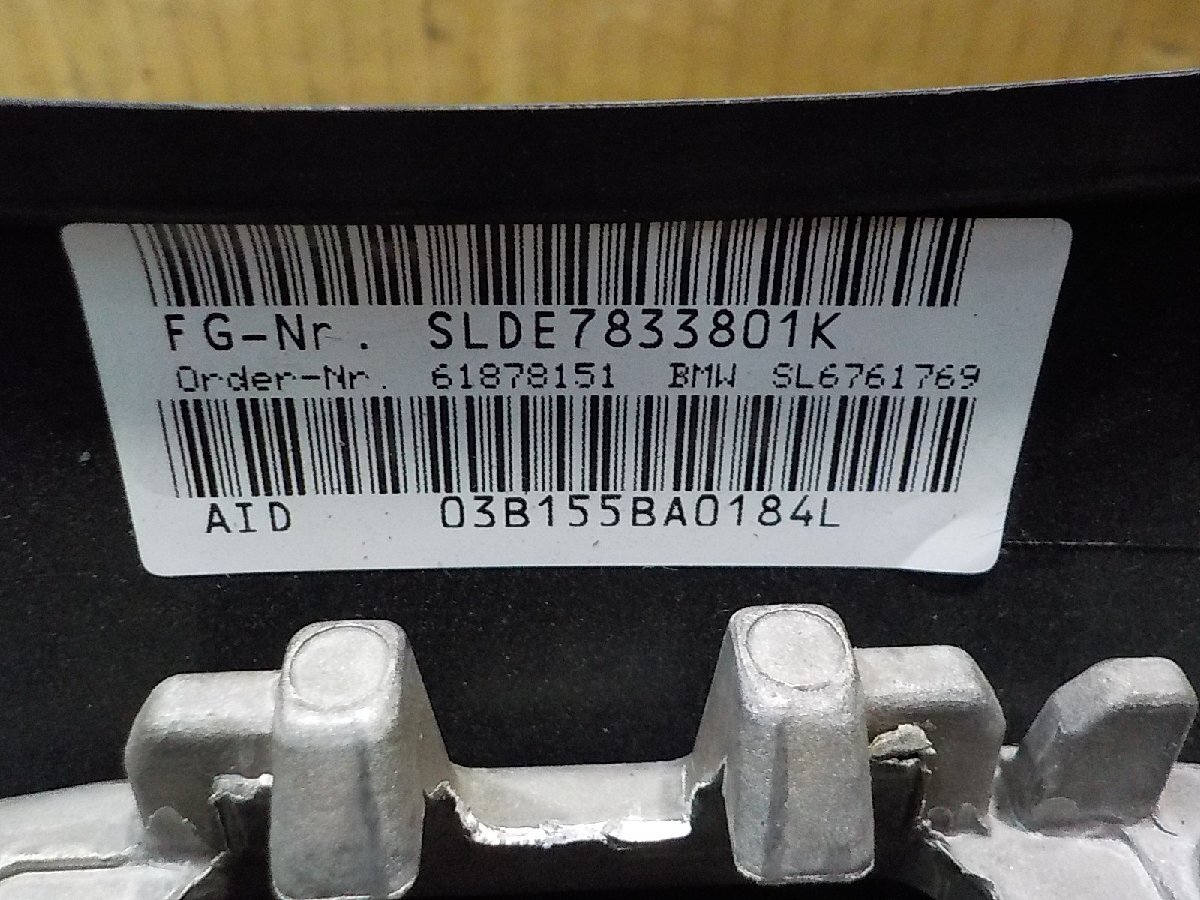 FG-Nr. SLDE7833801K
Order-Nr. 61878151 BMW SL6761769
AID 03B155BA0184L